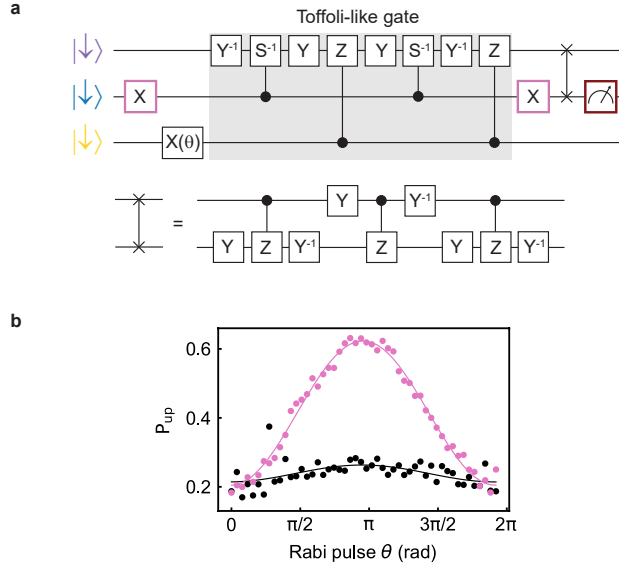 a
Toffoli-like gate
|↓⟩ Y⁻¹ S⁻¹ Y Z Y S⁻¹ Y⁻¹ Z
|↓⟩ X X
|↓⟩ X(θ)
= Y Y⁻¹
Y Z Y⁻¹ Z Y Z Y⁻¹
b
0.6
0.4
0.2
P_up
0 π/2 π 3π/2 2π
Rabi pulse θ (rad)